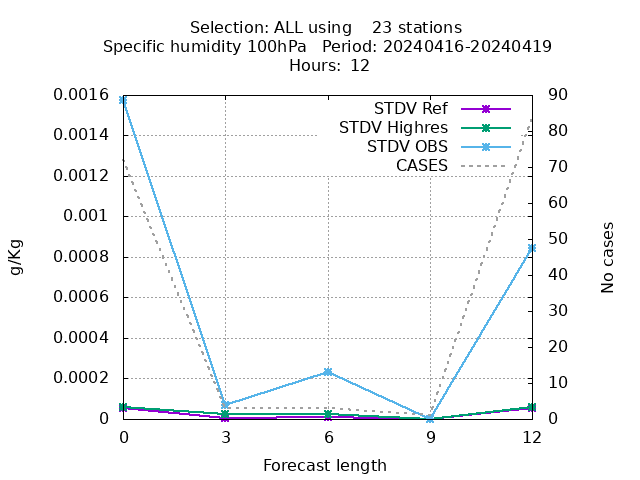 Selection: ALL using    23 stations
Specific humidity 100hPa   Period: 20240416-20240419
Hours: 12
STDV Ref
STDV Highres
STDV OBS
CASES
0.0016
0.0014
0.0012
0.001
0.0008
0.0006
0.0004
0.0002
0
90
80
70
60
50
40
30
20
10
0
g/Kg
No cases
0 3 6 9 12
Forecast length